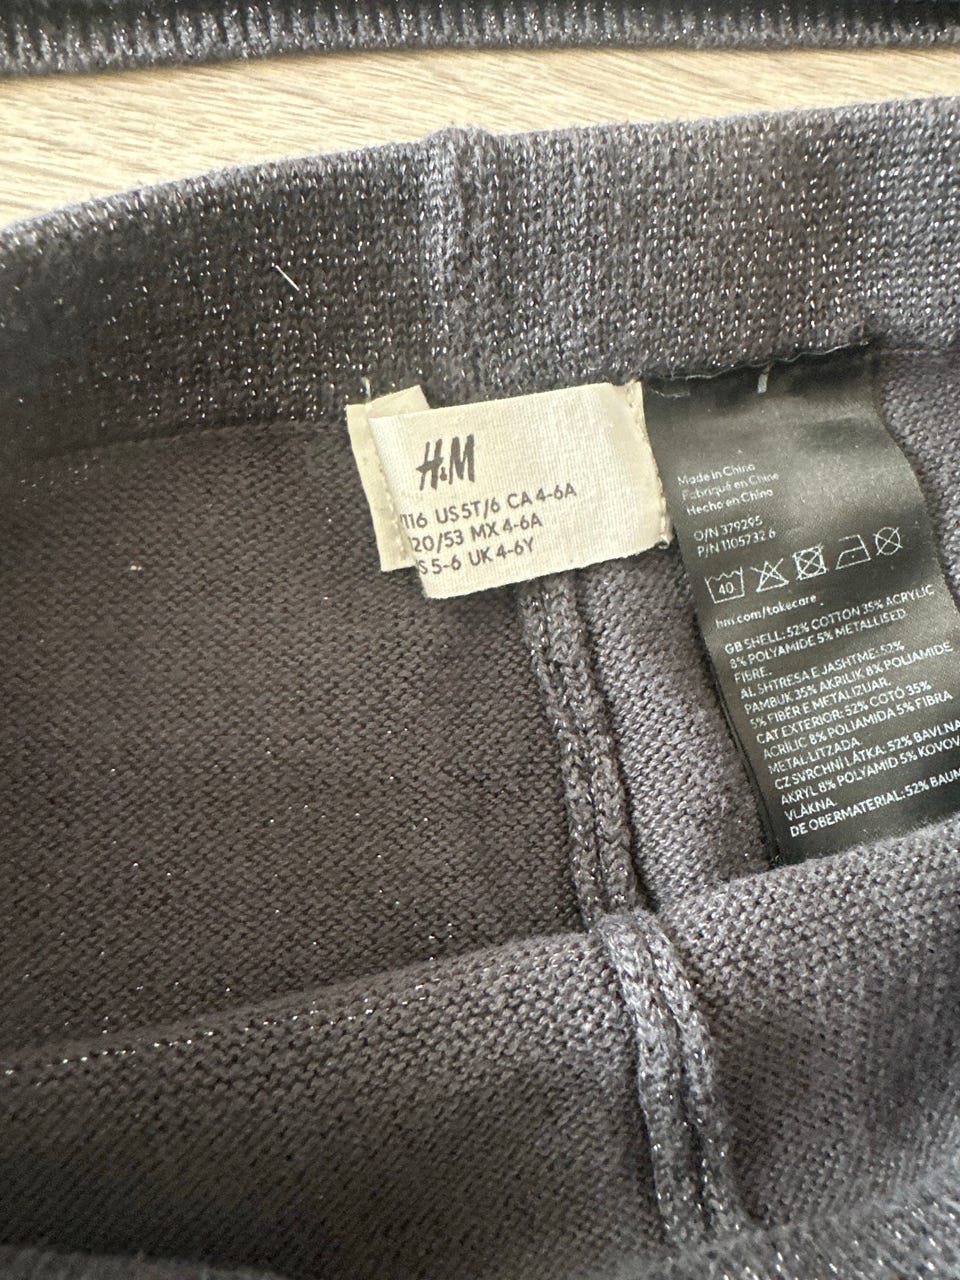 H&M
116 US 5T/6 CA 4-6A
120/53 MX 4-6A
5-6 UK 4-6Y
Made in China
Fabriqué en Chine
Hecho en China
O/N 379295
P/N 1105732 6
40
hm.com/takecare
GB SHELL: 52% COTTON 35% ACRYLIC
8% POLYAMIDE 5% METALLISED
FIBRE.
AL SHTRESA E JASHTME: 52%
PAMBUK 35% AKRILIK 8% POLIAMIDE
5% FIBËR E METALIZUAR.
CAT EXTERIOR: 52% COTÓ 35%
ACRÍLIC 8% POLIAMIDA 5% FIBRA
METAL·LITZADA.
CZ SVRCHNÍ LÁTKA: 52% BAVLNA
AKRYL 8% POLYAMID 5% KOVOV
VLÁKNA.
DE OBERMATERIAL: 52% BAUM